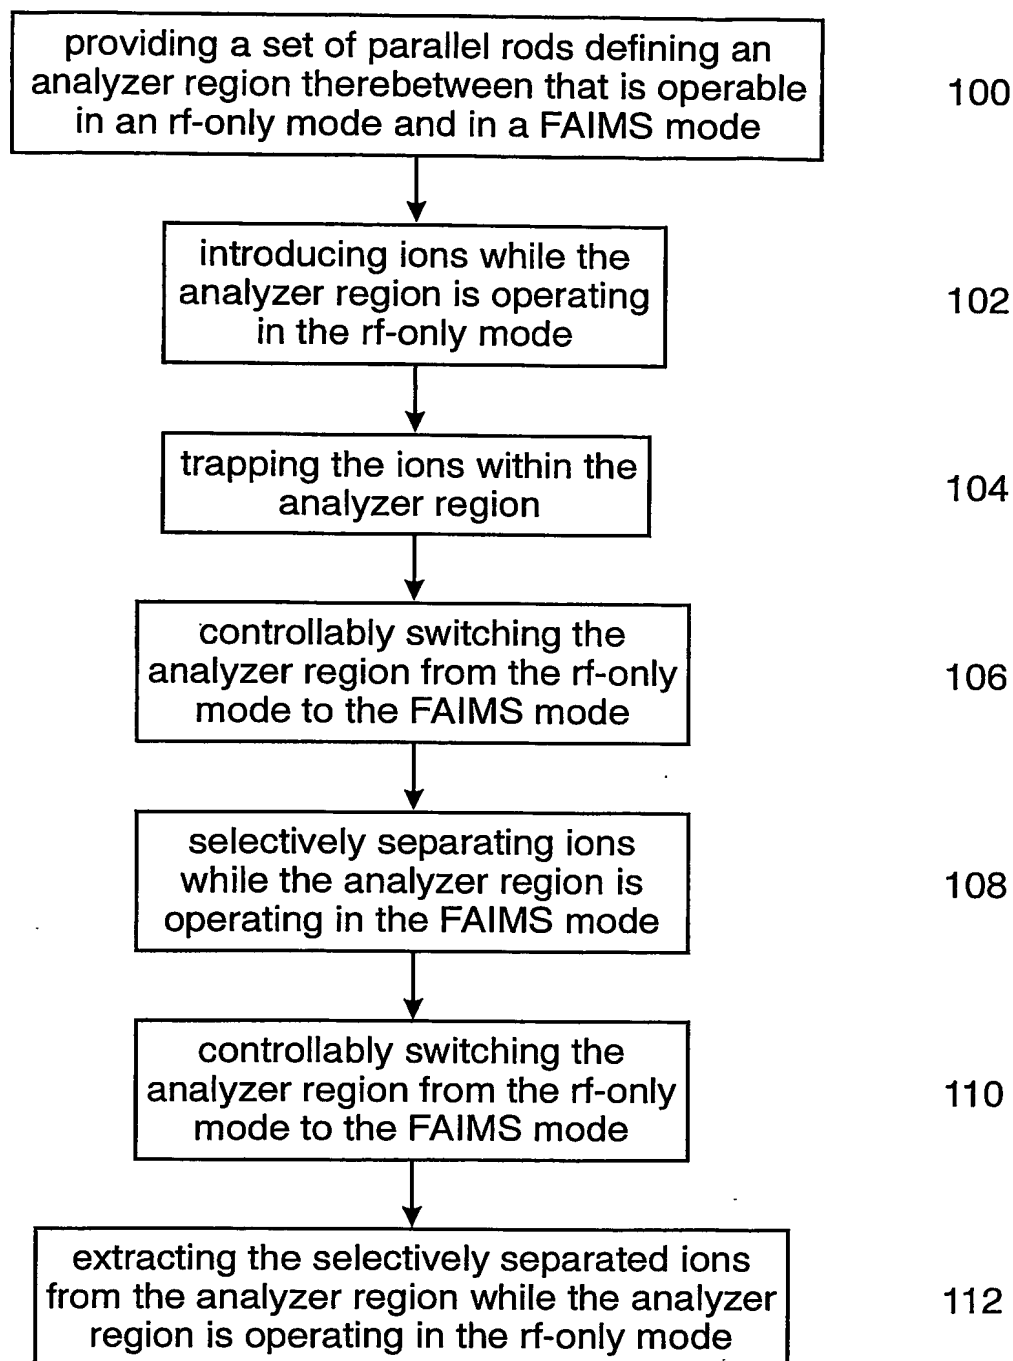 providing a set of parallel rods defining an
analyzer region therebetween that is operable
in an rf-only mode and in a FAIMS mode
100
introducing ions while the
analyzer region is operating
in the rf-only mode
102
trapping the ions within the
analyzer region
104
controllably switching the
analyzer region from the rf-only
mode to the FAIMS mode
106
selectively separating ions
while the analyzer region is
operating in the FAIMS mode
108
controllably switching the
analyzer region from the rf-only
mode to the FAIMS mode
110
extracting the selectively separated ions
from the analyzer region while the analyzer
region is operating in the rf-only mode
112